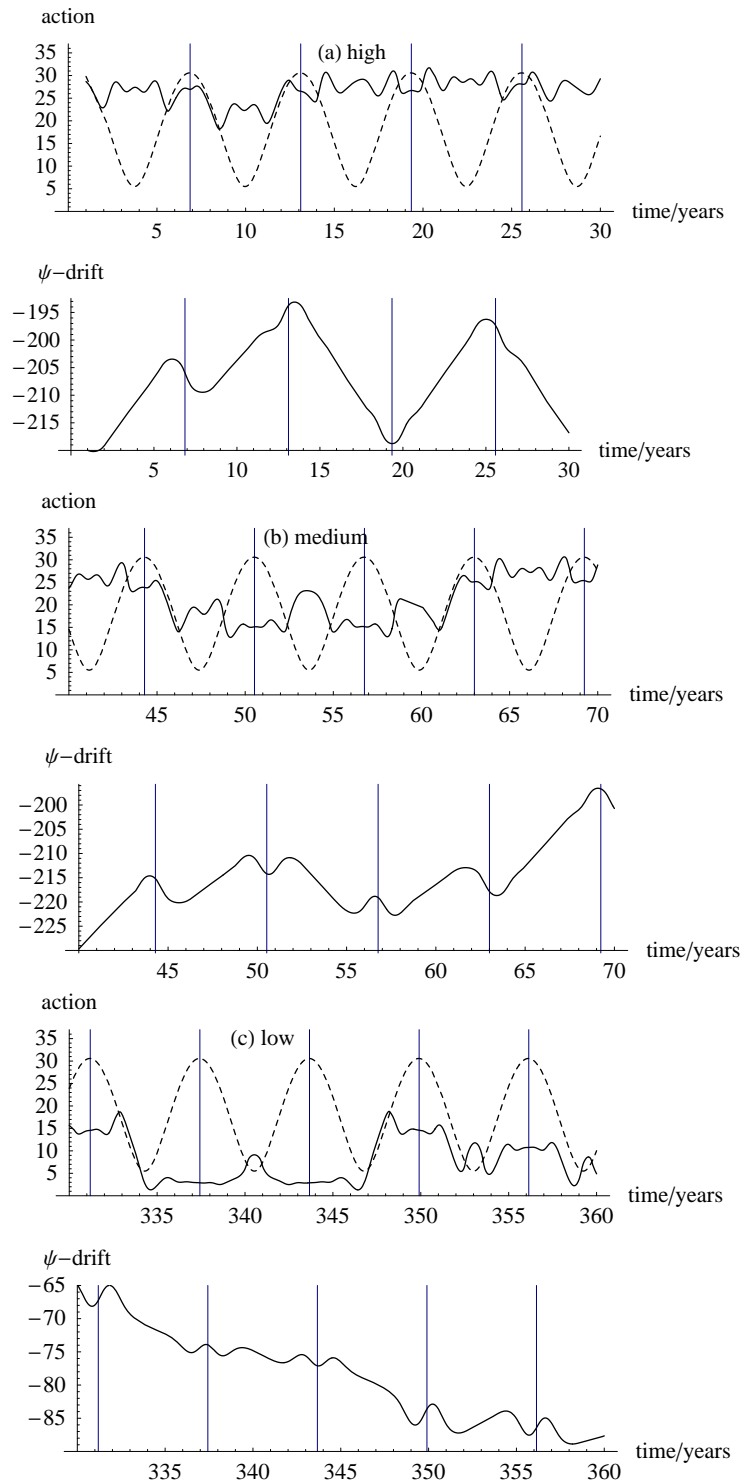 action
35
30
25
20
15
10
5
(a) high
5 10 15 20 25 30
time/years
ψ−drift
−195
−200
−205
−210
−215
5 10 15 20 25 30
time/years
action
35
30
25
20
15
10
5
(b) medium
45 50 55 60 65 70
time/years
ψ−drift
−200
−205
−210
−215
−220
−225
45 50 55 60 65 70
time/years
action
35
30
25
20
15
10
5
(c) low
335 340 345 350 355 360
time/years
ψ−drift
−65
−70
−75
−80
−85
335 340 345 350 355 360
time/years